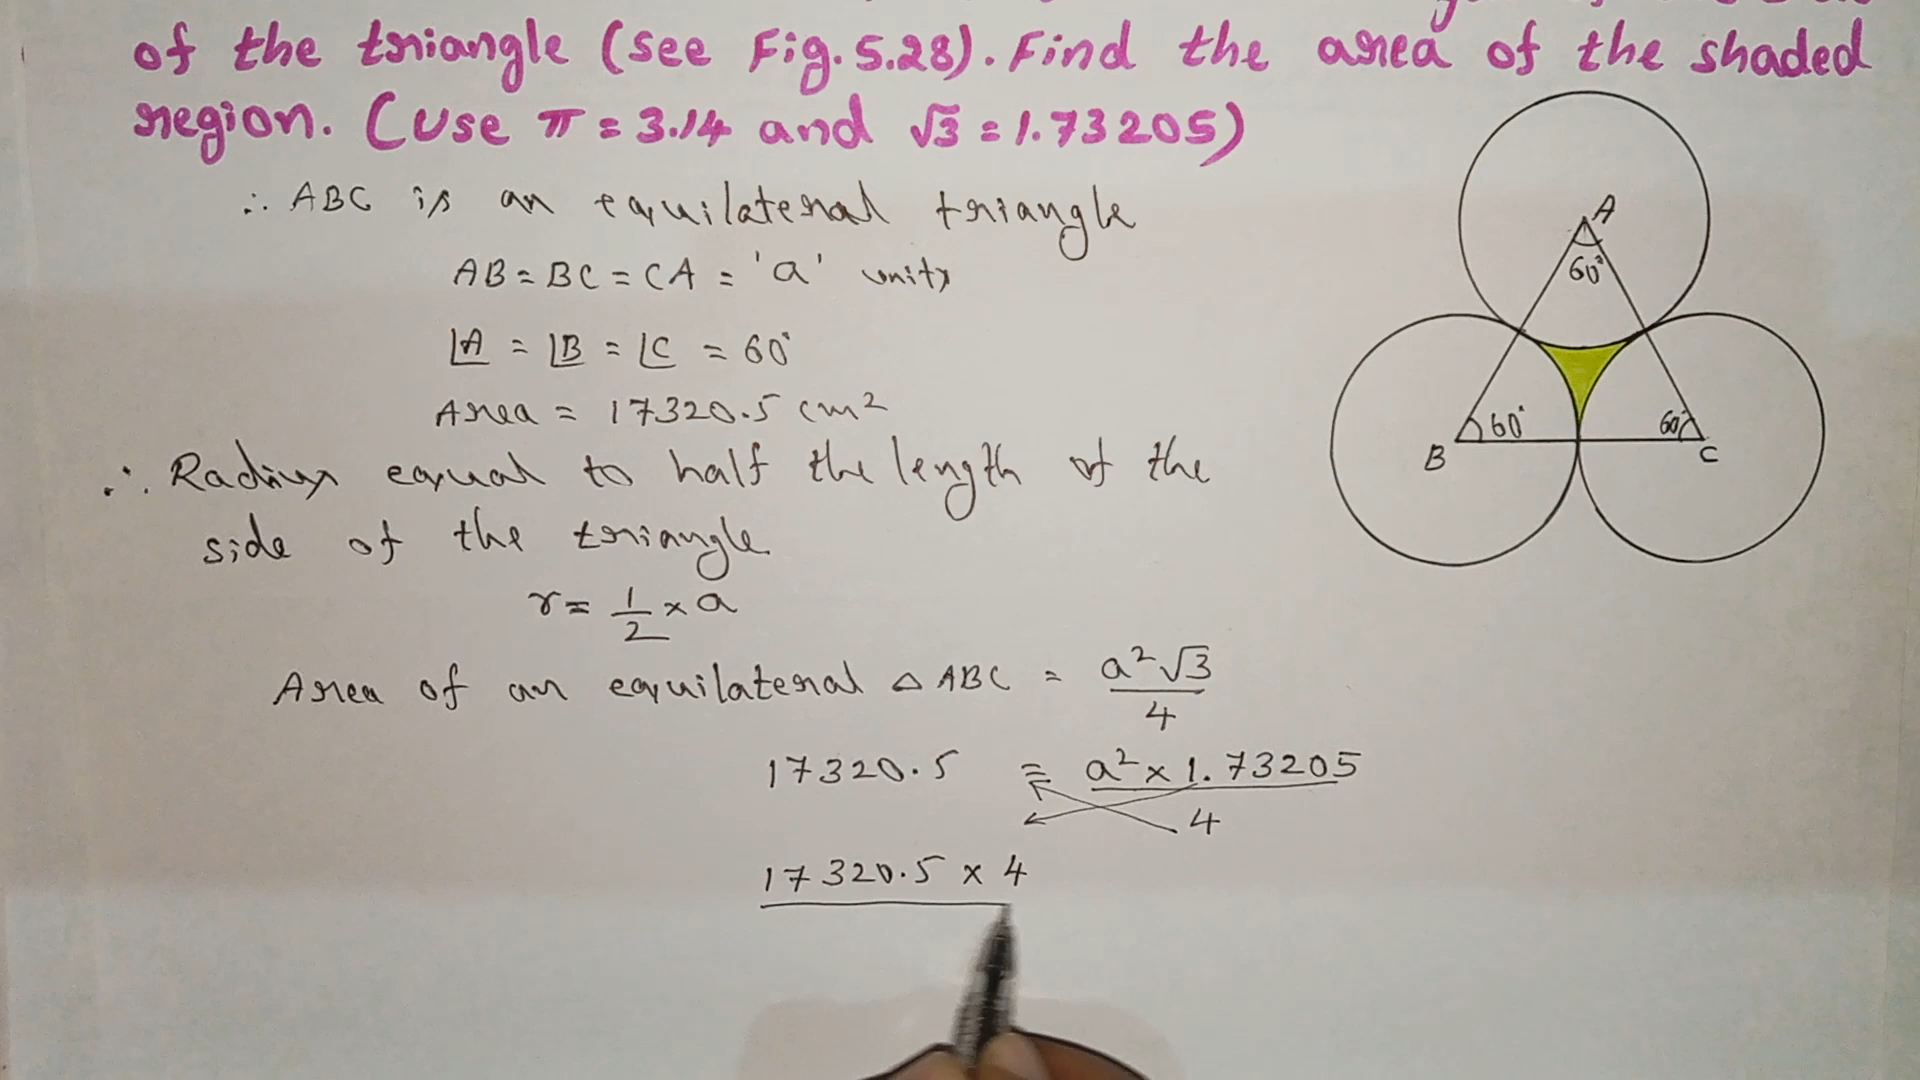 of the triangle (see Fig. 5.28). Find the area of the shaded
region. (Use π = 3.14 and √3 = 1.73205)
∴ ABC is an equilateral triangle
AB = BC = CA = 'a' units
∠A = ∠B = ∠C = 60°
Area = 17320.5 cm²
∴ Radius equal to half the length of the
side of the triangle
r = 1/2 × a
Area of an equilateral △ ABC = a²√3/4
17320.5 = a² × 1.73205/4
17320.5 × 4
A
60°
B
60°
60°
C